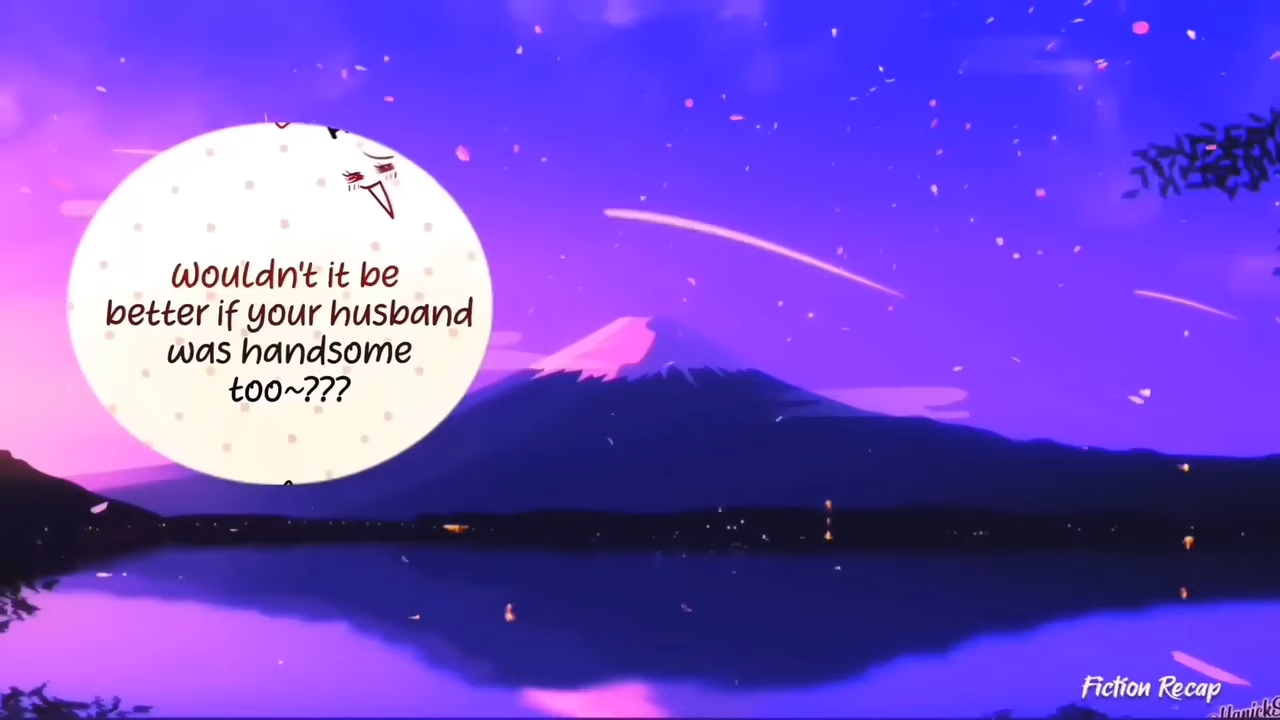 Wouldn't it be
better if your husband
was handsome
too~???
Fiction Recap